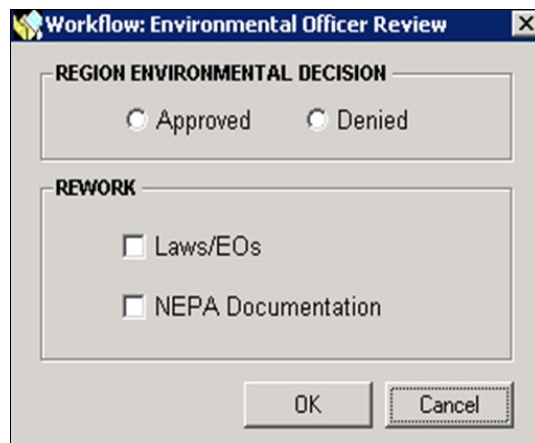 Workflow: Environmental Officer Review
REGION ENVIRONMENTAL DECISION
Approved Denied
REWORK
Laws/EOs
NEPA Documentation
OK Cancel